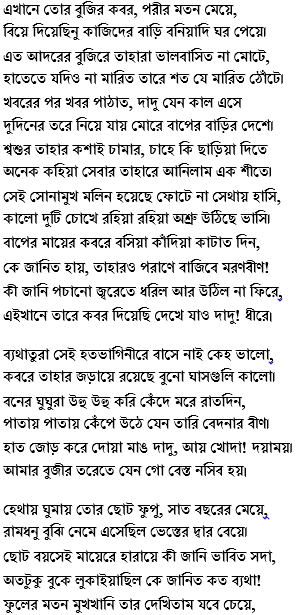 এখানে তোর বুজির কবর, পরীর মতন মেয়ে,
বিয়ে দিয়েছিনু কাজিদের বাড়ি বনিয়াদি ঘর পেয়ে।
এত আদরের বুজিরে তাহারা ভালবাসিত না মোটে,
হাতেতে যদিও না মারিত তারে শত যে মারিত ঠোঁটে।
খবরের পর খবর পাঠাত, দাদু যেন কাল এসে
দুদিনের তরে নিয়ে যায় মোরে বাপের বাড়ির দেশে।
শ্বশুর তাহার কশাই চামার, চাহে কি ছাড়িয়া দিতে
অনেক কহিয়া সেবার তাহারে আনিলাম এক শীতে।
সেই সোনামুখ মলিন হয়েছে ফোটে না সেথায় হাসি,
কালো দুটি চোখে রহিয়া রহিয়া অশ্রু উঠিছে ভাসি।
বাপের মায়ের কবরে বসিয়া কাঁদিয়া কাটাত দিন,
কে জানিত হায়, তাহারও পরাণে বাজিবে মরণবীণ!
কী জানি পচানো জ্বরেতে ধরিল আর উঠিল না ফিরে,
এইখানে তারে কবর দিয়েছি দেখে যাও দাদু! ধীরে।
ব্যথাতুরা সেই হতভাগিনীরে বাসে নাই কেহ ভালো,
কবরে তাহার জড়ায়ে রয়েছে বুনো ঘাসগুলি কালো।
বনের ঘুঘুরা উহু উহু করি কেঁদে মরে রাতদিন,
পাতায় পাতায় কেঁপে উঠে যেন তারি বেদনার বীণ।
হাত জোড় করে দোয়া মাঙ দাদু, আয় খোদা! দয়াময়।
আমার বুজীর তরেতে যেন গো বেস্ত নসিব হয়।
হেথায় ঘুমায় তোর ছোট ফুপু, সাত বছরের মেয়ে,
রামধনু বুঝি নেমে এসেছিল ভেস্তের দ্বার বেয়ে।
ছোট বয়সেই মায়েরে হারায়ে কী জানি ভাবিত সদা,
অতটুকু বুকে লুকাইয়াছিল কে জানিত কত ব্যথা!
ফুলের মতন মুখখানি তার দেখিতাম যবে চেয়ে,